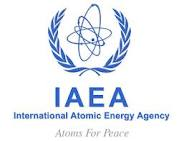 IAEA
International Atomic Energy Agency
Atoms For Peace